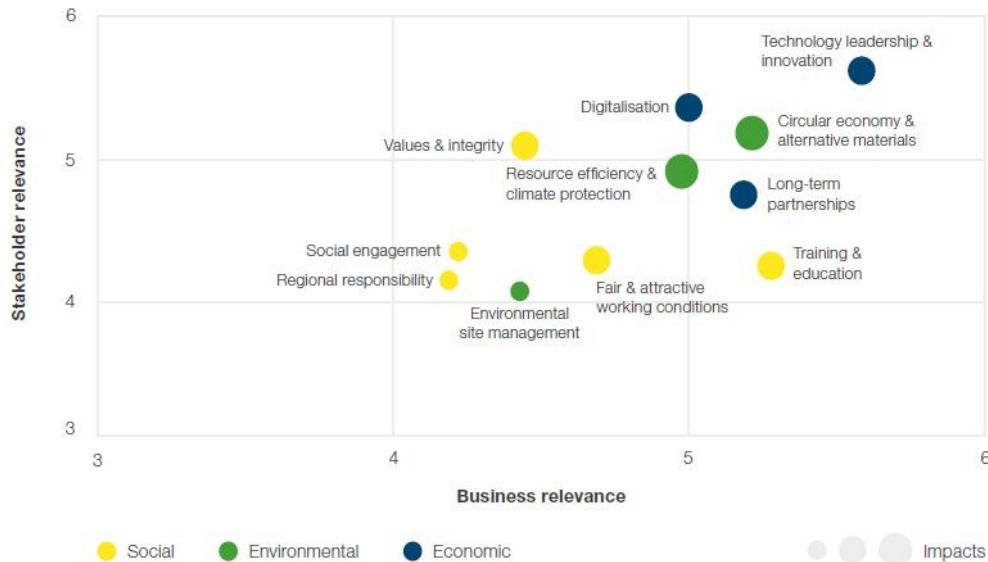 6
Technology leadership &
innovation
Digitalisation
Circular economy &
alternative materials
Values & integrity
5
Resource efficiency &
climate protection
Long-term
partnerships
Social engagement
Training &
education
Regional responsibility
Fair & attractive
working conditions
4
Environmental
site management
Stakeholder relevance
3
3
4
5
6
Business relevance
Social
Environmental
Economic
Impacts